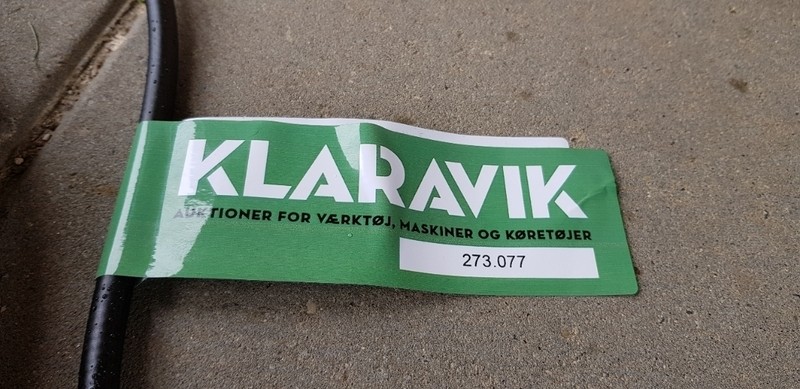 KLARAVIK
AUKTIONER FOR VÆRKTØJ, MASKINER OG KØRETØJER
273.077